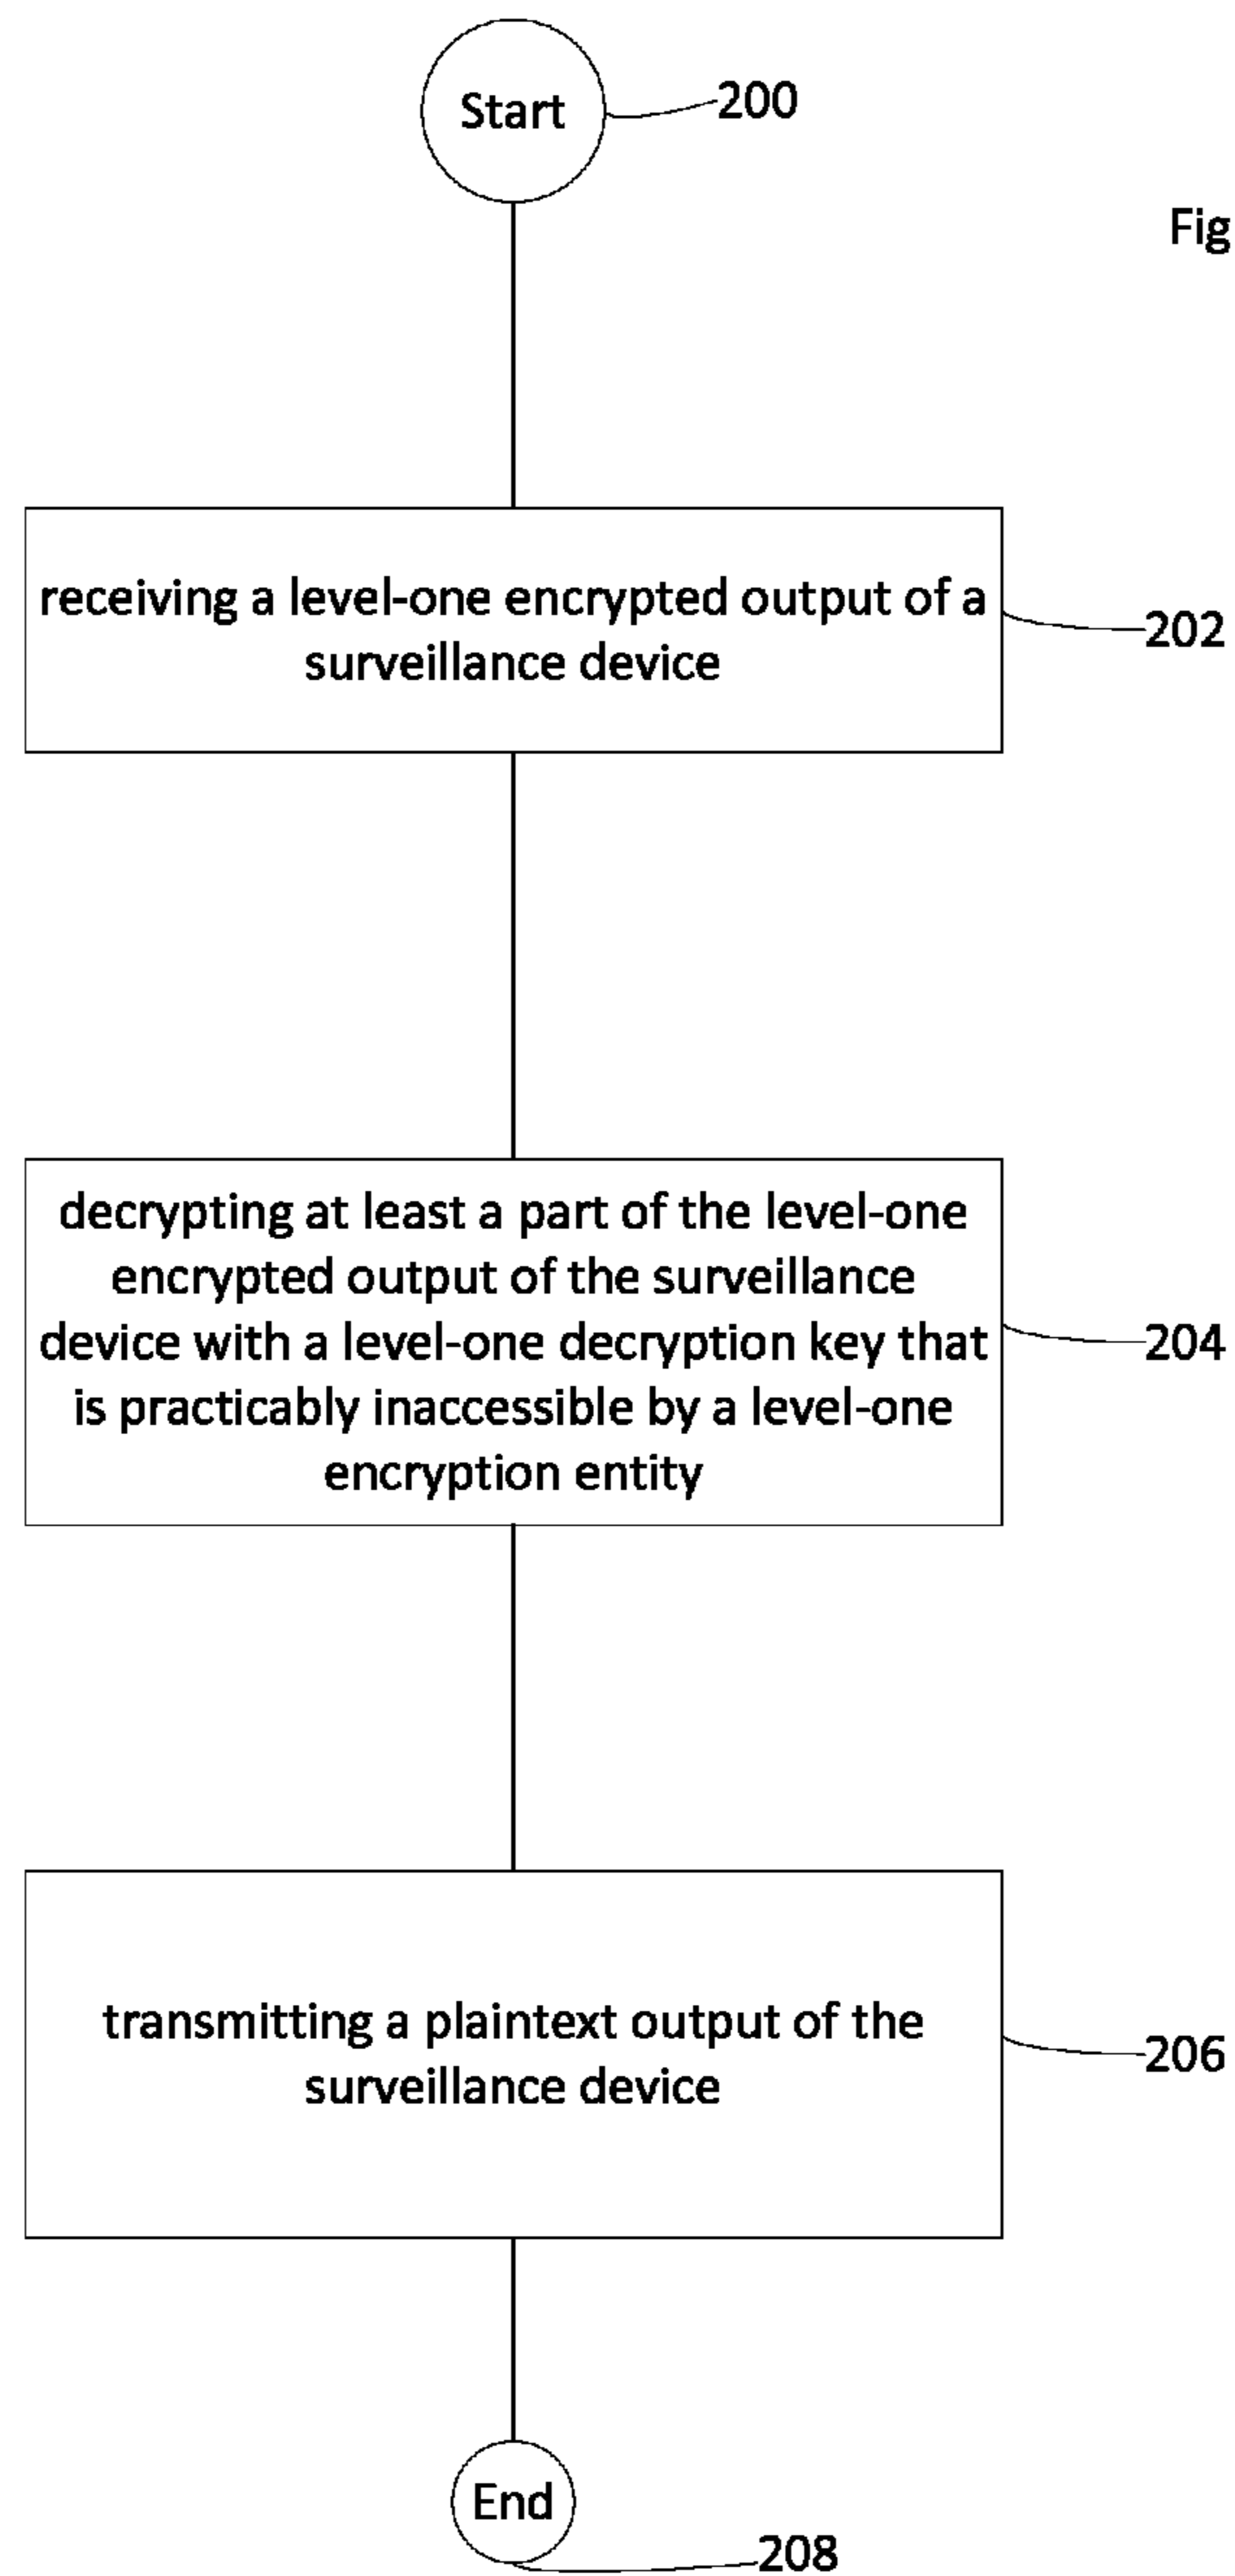 Start
200
Fig
receiving a level-one encrypted output of a
surveillance device
202
decrypting at least a part of the level-one
encrypted output of the surveillance
device with a level-one decryption key that
is practicably inaccessible by a level-one
encryption entity
204
transmitting a plaintext output of the
surveillance device
206
End
208